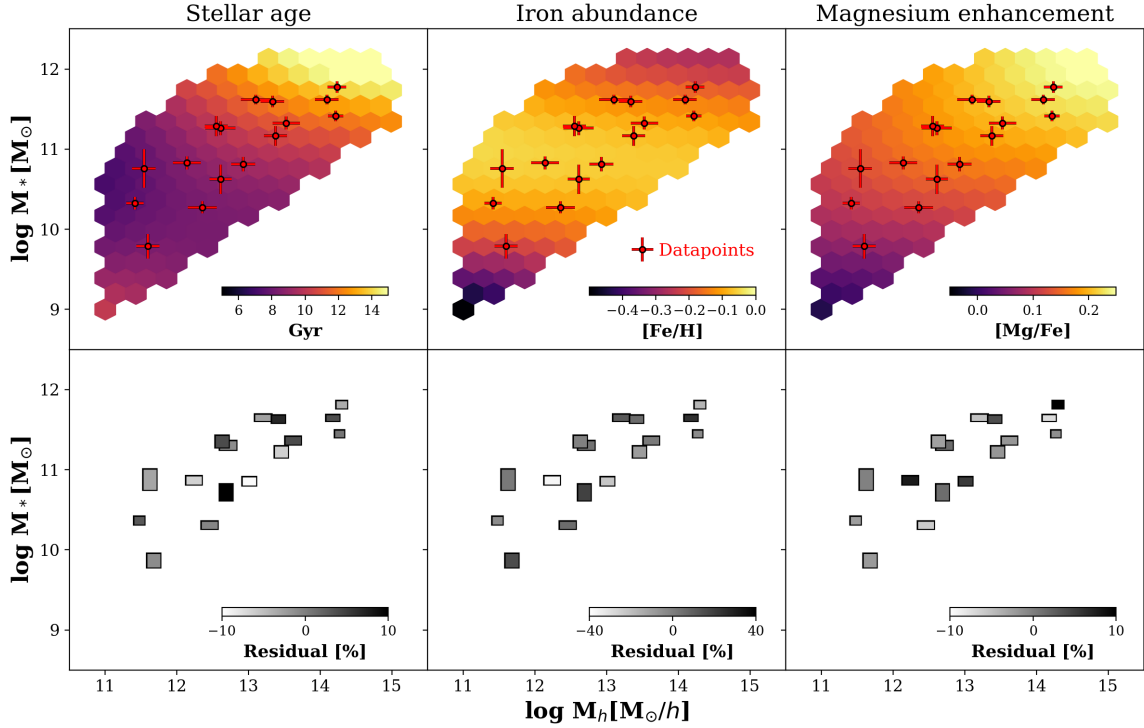 Stellar age
Iron abundance
Magnesium enhancement
log M*[M⊙]
12
11
10
9
6 8 10 12 14
Gyr
Datapoints
−0.4 −0.3 −0.2 −0.1 0.0
[Fe/H]
0.0 0.1 0.2
[Mg/Fe]
log M*[M⊙]
12
11
10
9
−10 0 10
Residual [%]
−40 0 40
Residual [%]
−10 0 10
Residual [%]
11 12 13 14 15
11 12 13 14 15
11 12 13 14 15
log Mh[M⊙/h]